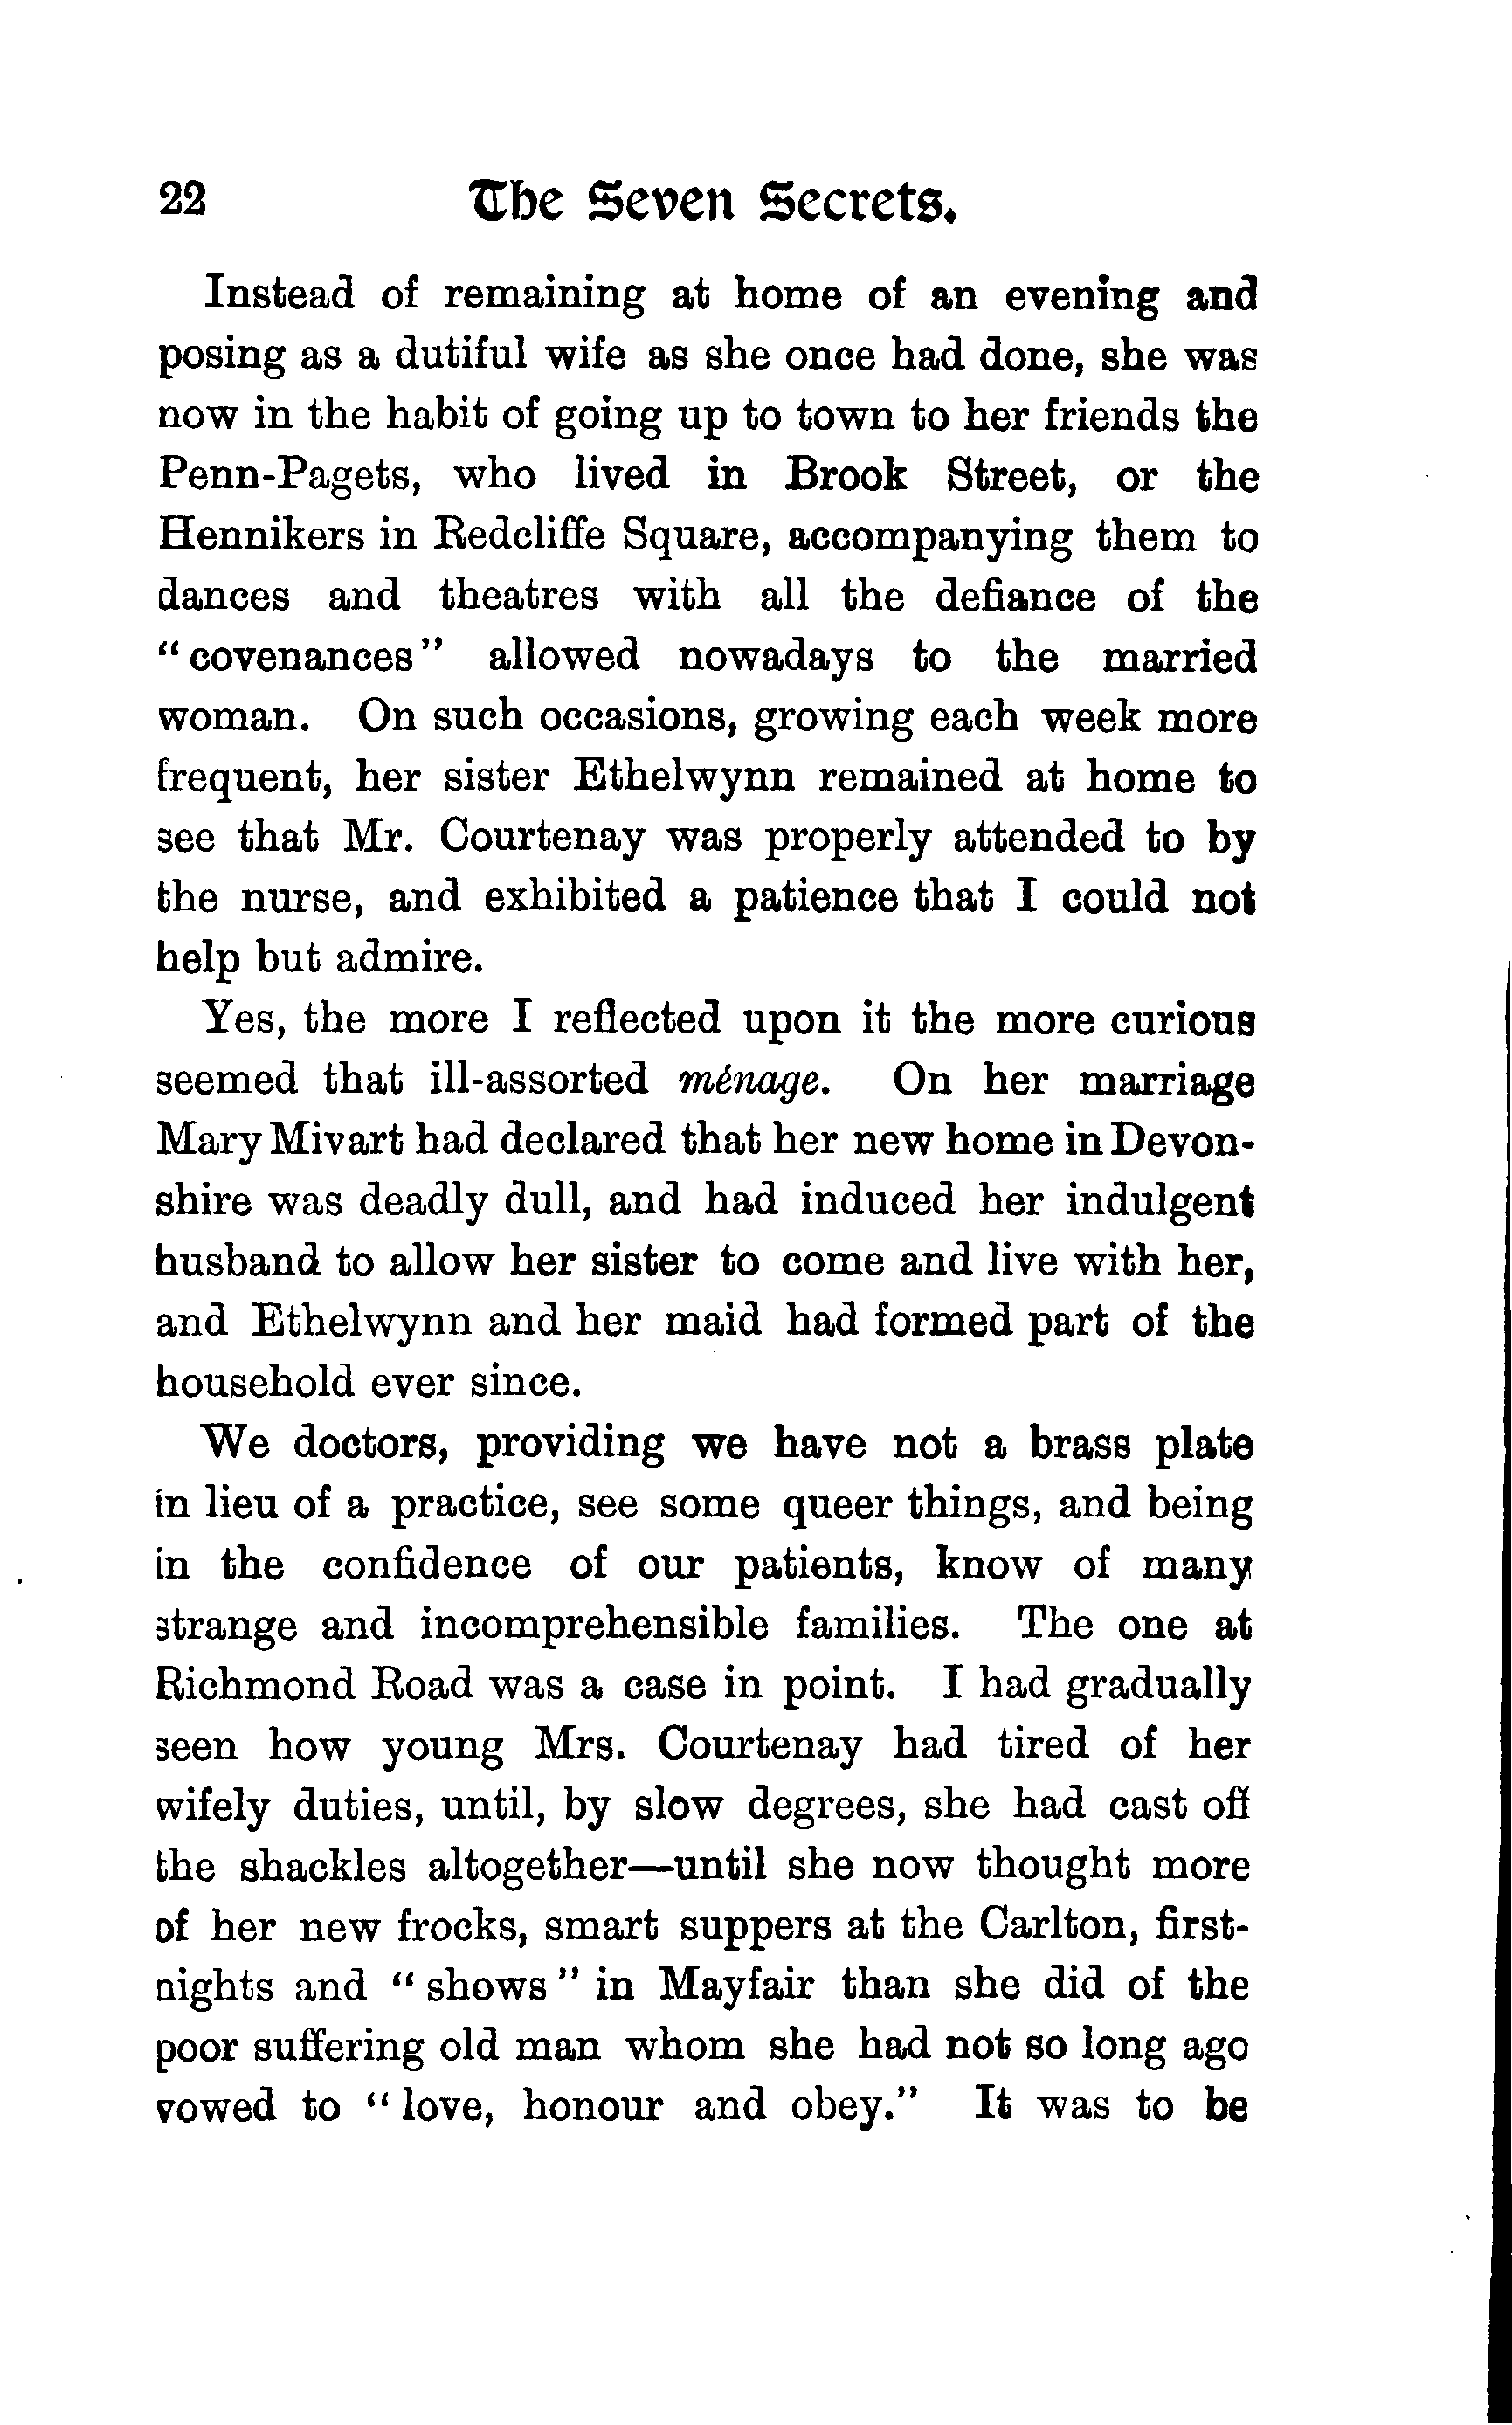 22 The Seven Secrets.
Instead of remaining at home of an evening and
posing as a dutiful wife as she once had done, she was
now in the habit of going up to town to her friends the
Penn-Pagets, who lived in Brook Street, or the
Hennikers in Redcliffe Square, accompanying them to
dances and theatres with all the defiance of the
"covenances" allowed nowadays to the married
woman. On such occasions, growing each week more
frequent, her sister Ethelwynn remained at home to
see that Mr. Courtenay was properly attended to by
the nurse, and exhibited a patience that I could not
help but admire.
Yes, the more I reflected upon it the more curious
seemed that ill-assorted ménage. On her marriage
Mary Mivart had declared that her new home in Devon-
shire was deadly dull, and had induced her indulgent
husband to allow her sister to come and live with her,
and Ethelwynn and her maid had formed part of the
household ever since.
We doctors, providing we have not a brass plate
in lieu of a practice, see some queer things, and being
in the confidence of our patients, know of many
strange and incomprehensible families. The one at
Richmond Road was a case in point. I had gradually
seen how young Mrs. Courtenay had tired of her
wifely duties, until, by slow degrees, she had cast off
the shackles altogether—until she now thought more
of her new frocks, smart suppers at the Carlton, first-
nights and "shows" in Mayfair than she did of the
poor suffering old man whom she had not so long ago
vowed to "love, honour and obey." It was to be